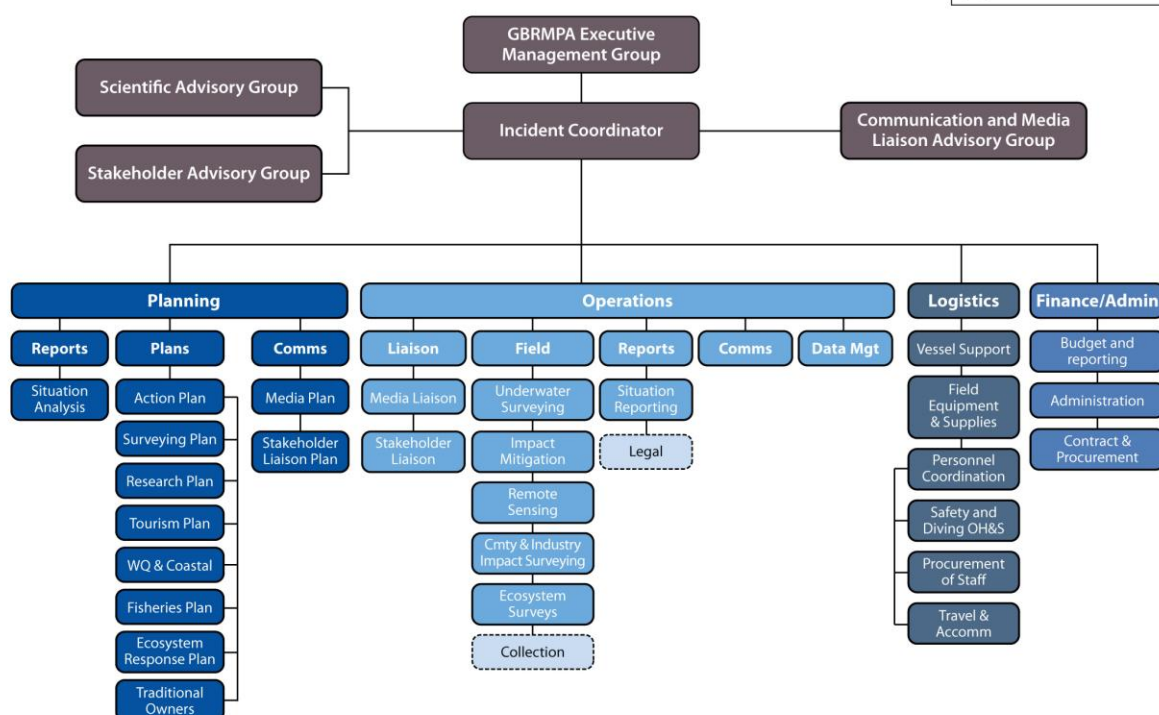 GBRMPA Executive
Management Group
Scientific Advisory Group
Incident Coordinator
Communication and Media
Liaison Advisory Group
Stakeholder Advisory Group
Planning
Operations
Logistics
Finance/Admin
Reports
Plans
Comms
Liaison
Field
Reports
Comms
Data Mgt
Vessel Support
Budget and
reporting
Situation
Analysis
Action Plan
Surveying Plan
Research Plan
Tourism Plan
WQ & Coastal
Fisheries Plan
Ecosystem
Response Plan
Traditional
Owners
Media Plan
Stakeholder
Liaison Plan
Media Liaison
Stakeholder
Liaison
Underwater
Surveying
Impact
Mitigation
Remote
Sensing
Cmty & Industry
Impact Surveying
Ecosystem
Surveys
Collection
Situation
Reporting
Legal
Field
Equipment
& Supplies
Personnel
Coordination
Safety and
Diving OH&S
Procurement
of Staff
Travel &
Accomm
Administration
Contract &
Procurement